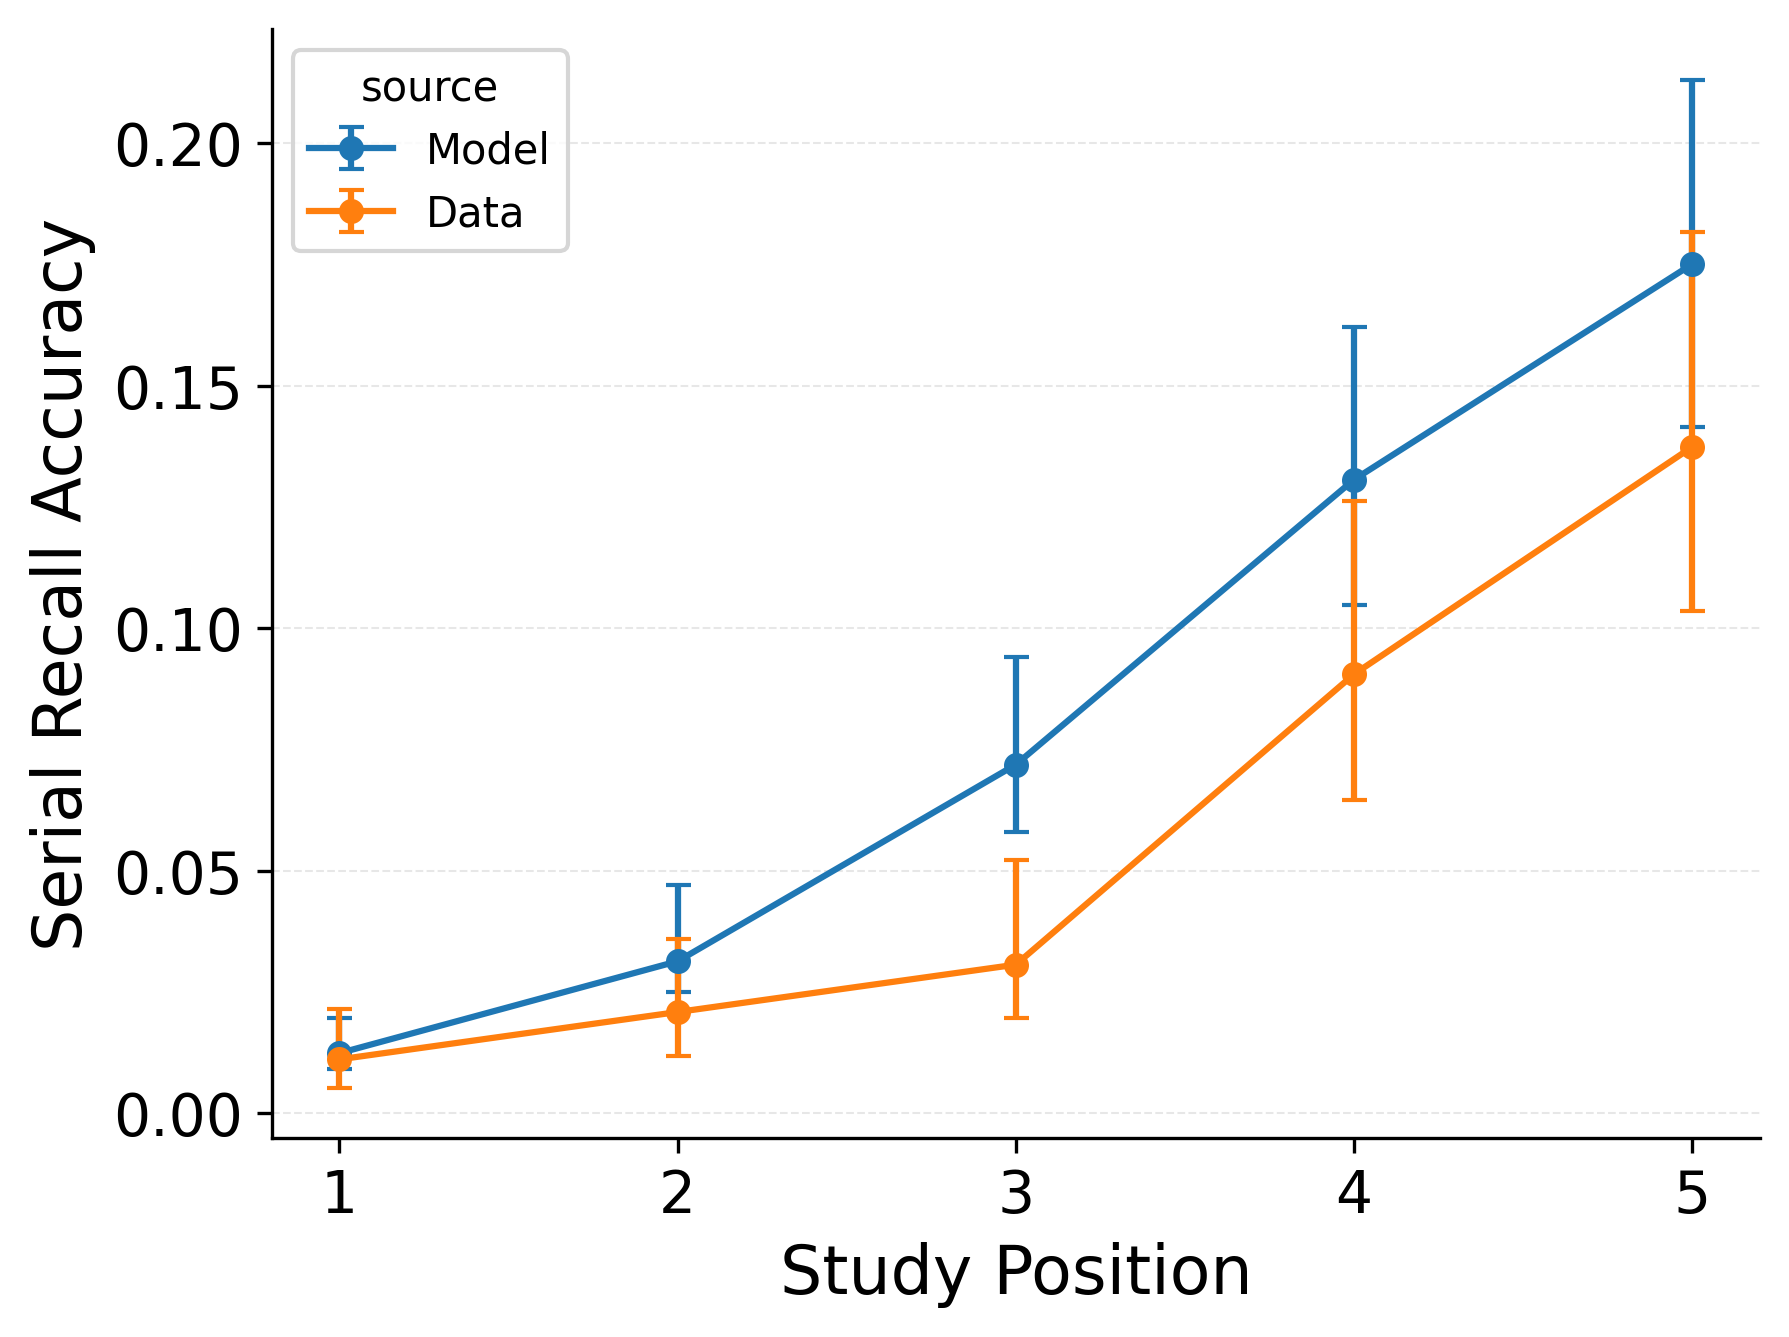 source
Model
Data
0.20
0.15
0.10
0.05
0.00
Serial Recall Accuracy
1 2 3 4 5
Study Position